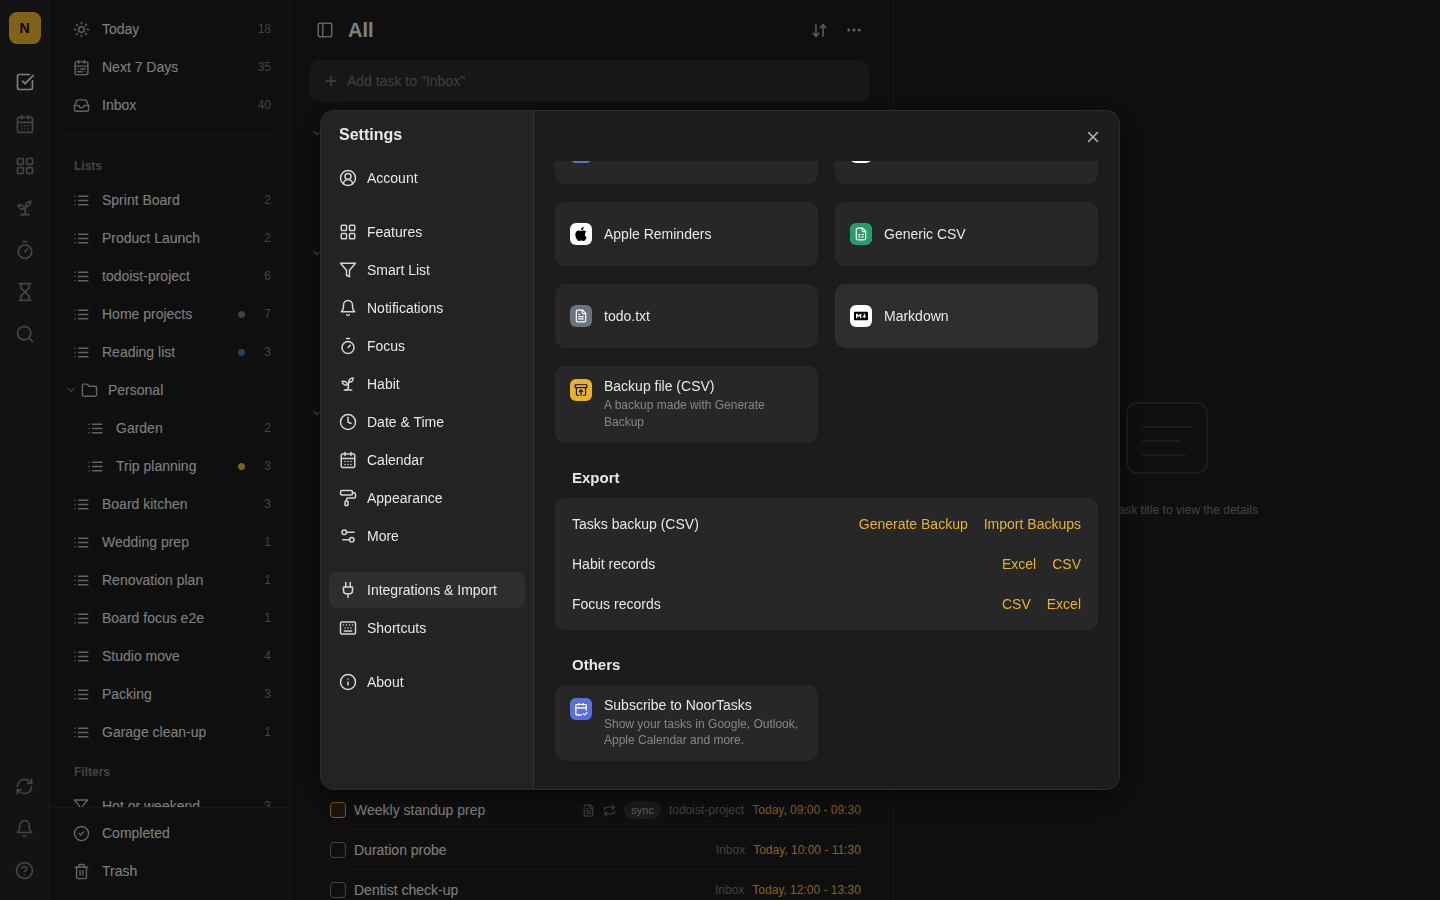 N
Today 18
Next 7 Days 35
Inbox 40
Lists
Sprint Board 2
Product Launch 2
todoist-project 6
Home projects 7
Reading list 3
Personal
Garden 2
Trip planning 3
Board kitchen 3
Wedding prep 1
Renovation plan 1
Board focus e2e 1
Studio move 4
Packing 3
Garage clean-up 1
Filters
Hot or weekend 3
Completed
Trash
All
Add task to "Inbox"
Settings
Account
Features
Smart List
Notifications
Focus
Habit
Date & Time
Calendar
Appearance
More
Integrations & Import
Shortcuts
About
Apple Reminders
Generic CSV
todo.txt
Markdown
Backup file (CSV)
A backup made with Generate
Backup
Export
Tasks backup (CSV) Generate Backup Import Backups
Habit records Excel CSV
Focus records CSV Excel
Others
Subscribe to NoorTasks
Show your tasks in Google, Outlook,
Apple Calendar and more.
title to view the details
Weekly standup prep sync todoist-project Today, 09:00 - 09:30
Duration probe Inbox Today, 10:00 - 11:30
Dentist check-up Inbox Today, 12:00 - 13:30